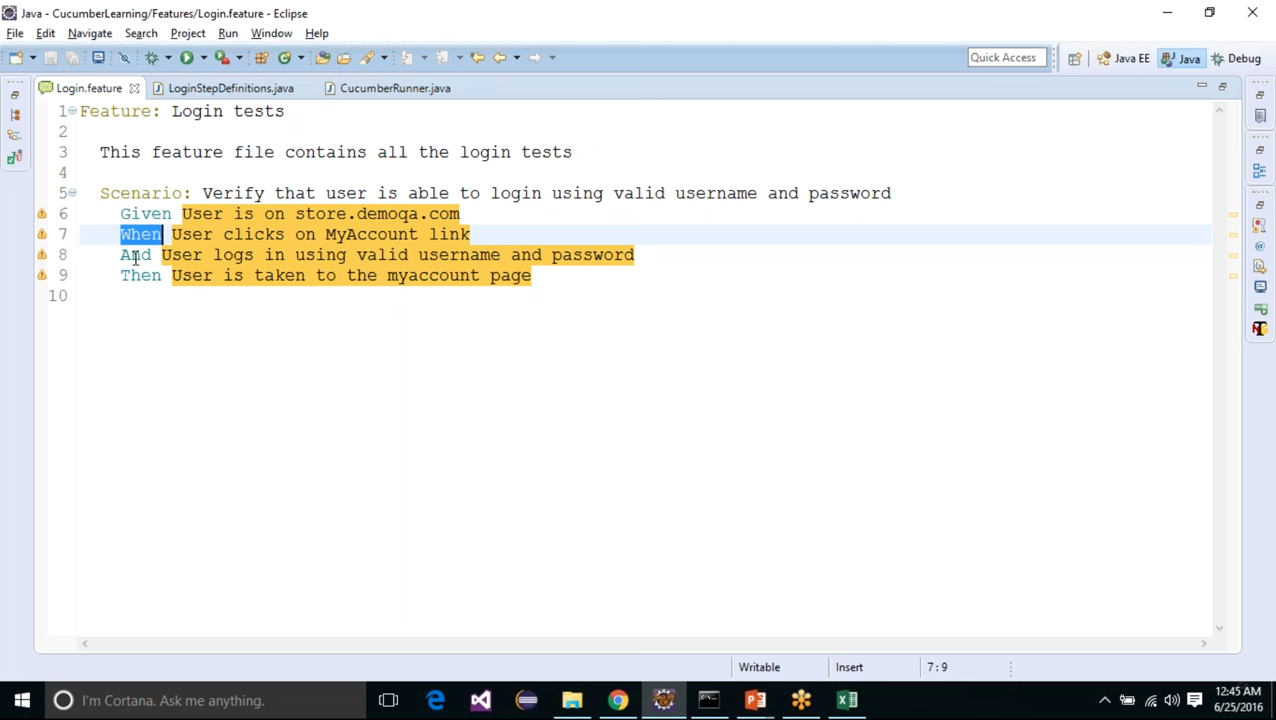 Java - CucumberLearning/Features/Login.feature - Eclipse
File Edit Navigate Search Project Run Window Help
Quick Access Java EE Java Debug
Login.feature LoginStepDefinitions.java CucumberRunner.java
1 Feature: Login tests
2
3 This feature file contains all the login tests
4
5 Scenario: Verify that user is able to login using valid username and password
6 Given User is on store.demoqa.com
7 When User clicks on MyAccount link
8 And User logs in using valid username and password
9 Then User is taken to the myaccount page
10
Writable Insert 7:9
I'm Cortana. Ask me anything.
12:45 AM
6/25/2016